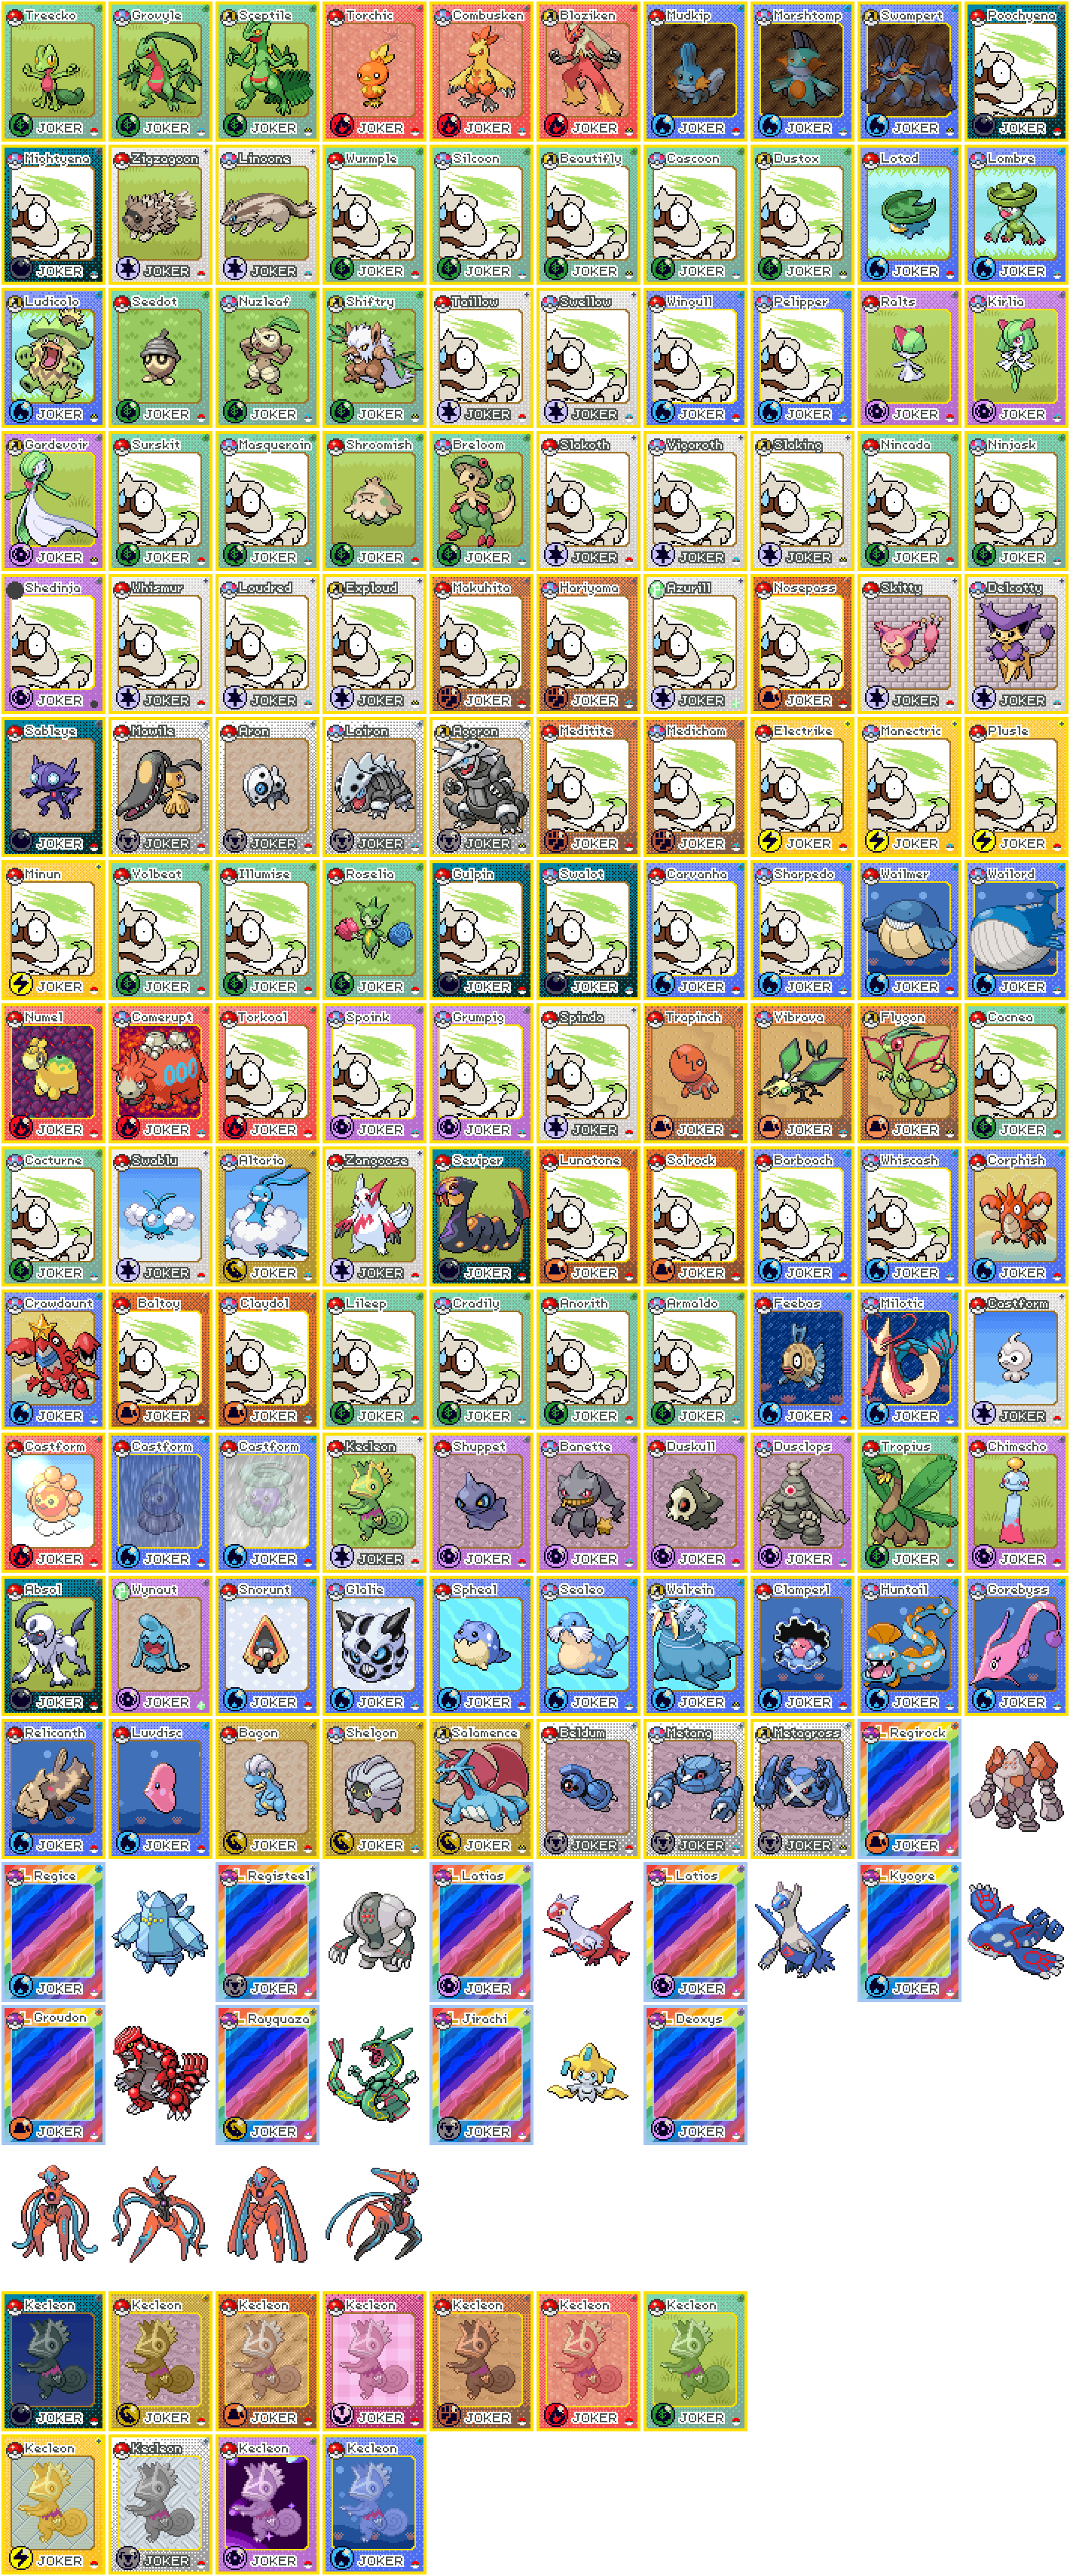 Treecko Grovyle Sceptile Torchic Combusken Blaziken Mudkip Marshtomp Swampert Poochyena
JOKER JOKER JOKER JOKER JOKER JOKER JOKER JOKER JOKER JOKER
Mightyena Zigzagoon Linoone Wurmple Silcoon Beautifly Cascoon Dustox Lotad Lombre
JOKER JOKER JOKER JOKER JOKER JOKER JOKER JOKER JOKER JOKER
Ludicolo Seedot Nuzleaf Shiftry Taillow Swellow Wingull Pelipper Ralts Kirlia
JOKER JOKER JOKER JOKER JOKER JOKER JOKER JOKER JOKER JOKER
Gardevoir Surskit Masquerain Shroomish Breloom Slakoth Vigoroth Slaking Nincada Ninjask
JOKER JOKER JOKER JOKER JOKER JOKER JOKER JOKER JOKER JOKER
Shedinja Whismur Loudred Exploud Makuhita Hariyama Azurill Nosepass Skitty Delcatty
JOKER JOKER JOKER JOKER JOKER JOKER JOKER JOKER JOKER JOKER
Sableye Mawile Aron Lairon Aggron Meditite Medicham Electrike Manectric Plusle
JOKER JOKER JOKER JOKER JOKER JOKER JOKER JOKER JOKER JOKER
Minun Volbeat Illumise Roselia Gulpin Swalot Carvanha Sharpedo Wailmer Wailord
JOKER JOKER JOKER JOKER JOKER JOKER JOKER JOKER JOKER JOKER
Numel Camerupt Torkoal Spoink Grumpig Spinda Trapinch Vibrava Flygon Cacnea
JOKER JOKER JOKER JOKER JOKER JOKER JOKER JOKER JOKER JOKER
Cacturne Swablu Altaria Zangoose Seviper Lunatone Solrock Barboach Whiscash Corphish
JOKER JOKER JOKER JOKER JOKER JOKER JOKER JOKER JOKER JOKER
Crawdaunt Baltoy Claydol Lileep Cradily Anorith Armaldo Feebas Milotic Castform
JOKER JOKER JOKER JOKER JOKER JOKER JOKER JOKER JOKER JOKER
Castform Castform Castform Kecleon Shuppet Banette Duskull Dusclops Tropius Chimecho
JOKER JOKER JOKER JOKER JOKER JOKER JOKER JOKER JOKER JOKER
Absol Wynaut Snorunt Glalie Spheal Sealeo Walrein Clamperl Huntail Gorebyss
JOKER JOKER JOKER JOKER JOKER JOKER JOKER JOKER JOKER JOKER
Relicanth Luvdisc Bagon Shelgon Salamence Beldum Metang Metagross Regirock
JOKER JOKER JOKER JOKER JOKER JOKER JOKER JOKER JOKER
Regice Registeel Latias Latios Kyogre
JOKER JOKER JOKER JOKER JOKER
Groudon Rayquaza Jirachi Deoxys
JOKER JOKER JOKER JOKER
Kecleon Kecleon Kecleon Kecleon Kecleon Kecleon Kecleon
JOKER JOKER JOKER JOKER JOKER JOKER JOKER
Kecleon Kecleon Kecleon Kecleon
JOKER JOKER JOKER JOKER